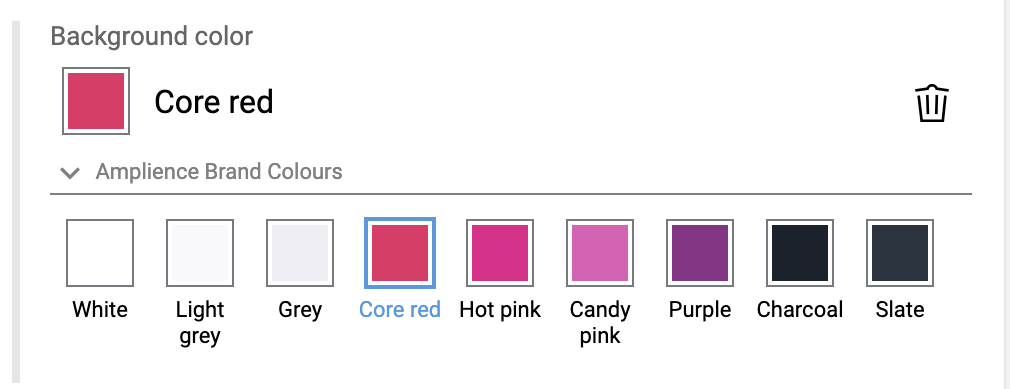 Background color
Core red
Amplience Brand Colours
White
Light
grey
Grey
Core red
Hot pink
Candy
pink
Purple
Charcoal
Slate